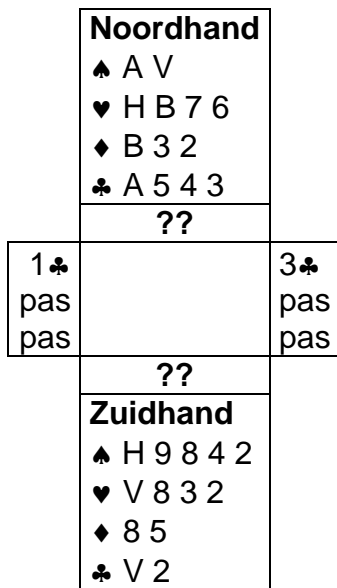 Noordhand
♠ A V
♥ H B 7 6
♦ B 3 2
♣ A 5 4 3
??
1♣ 3♣
pas pas
pas pas
??
Zuidhand
♠ H 9 8 4 2
♥ V 8 3 2
♦ 8 5
♣ V 2